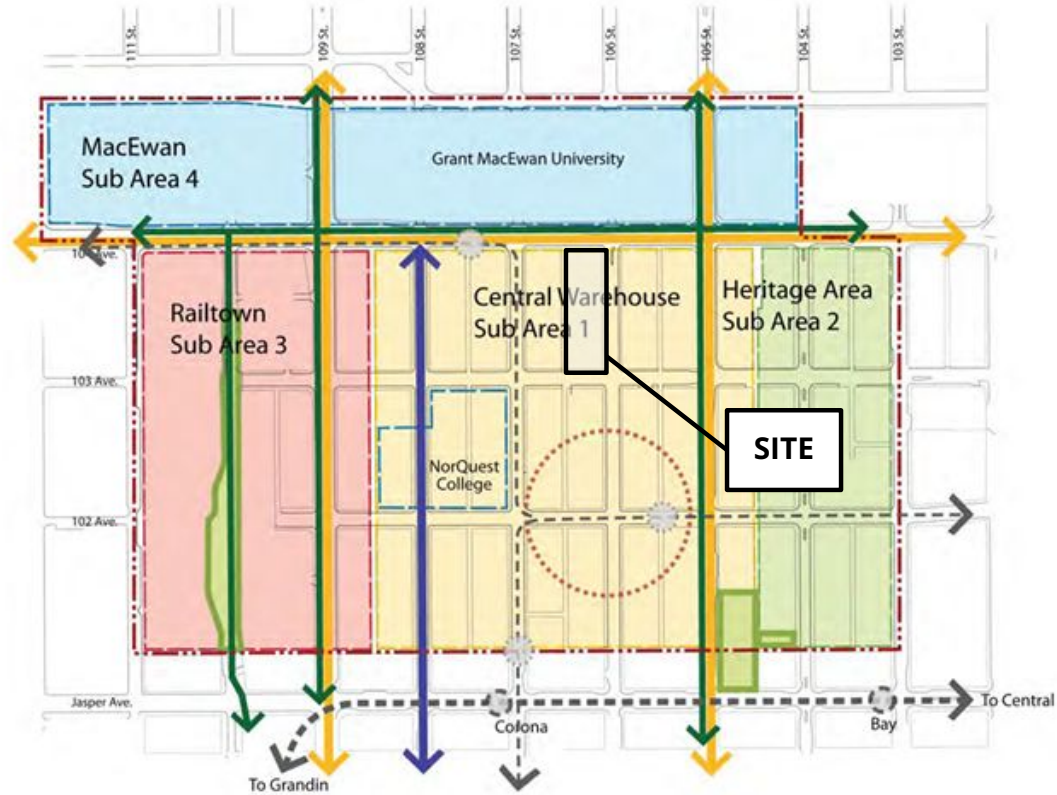 111 St.
109 St.
108 St.
107 St.
106 St.
105 St.
104 St.
103 St.
MacEwan
Sub Area 4
Grant MacEwan University
104 Ave.
Railtown
Sub Area 3
Central Warehouse
Sub Area 1
Heritage Area
Sub Area 2
103 Ave.
SITE
NorQuest
College
102 Ave.
Jasper Ave.
Corona
Bay
To Central
To Grandin